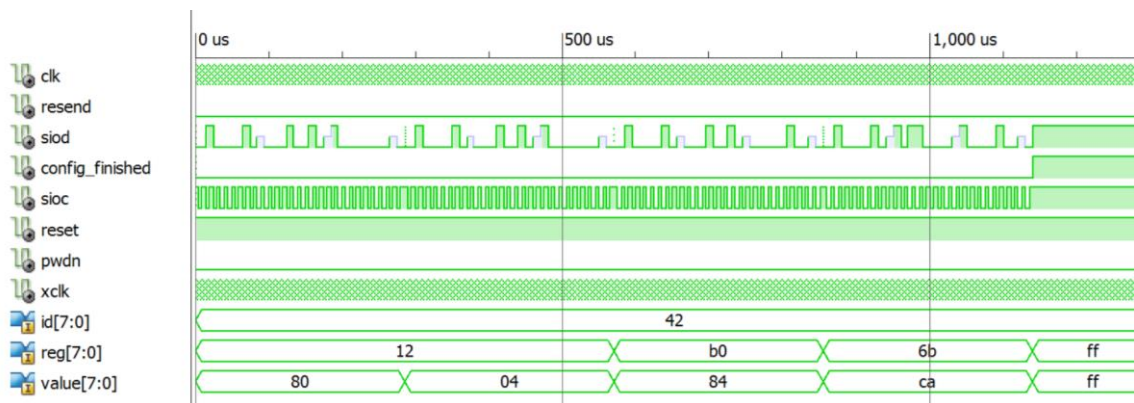 0 us 500 us 1,000 us
clk
resend
siod
config_finished
sioc
reset
pwdn
xclk
id[7:0] 42
reg[7:0] 12 b0 6b ff
value[7:0] 80 04 84 ca ff